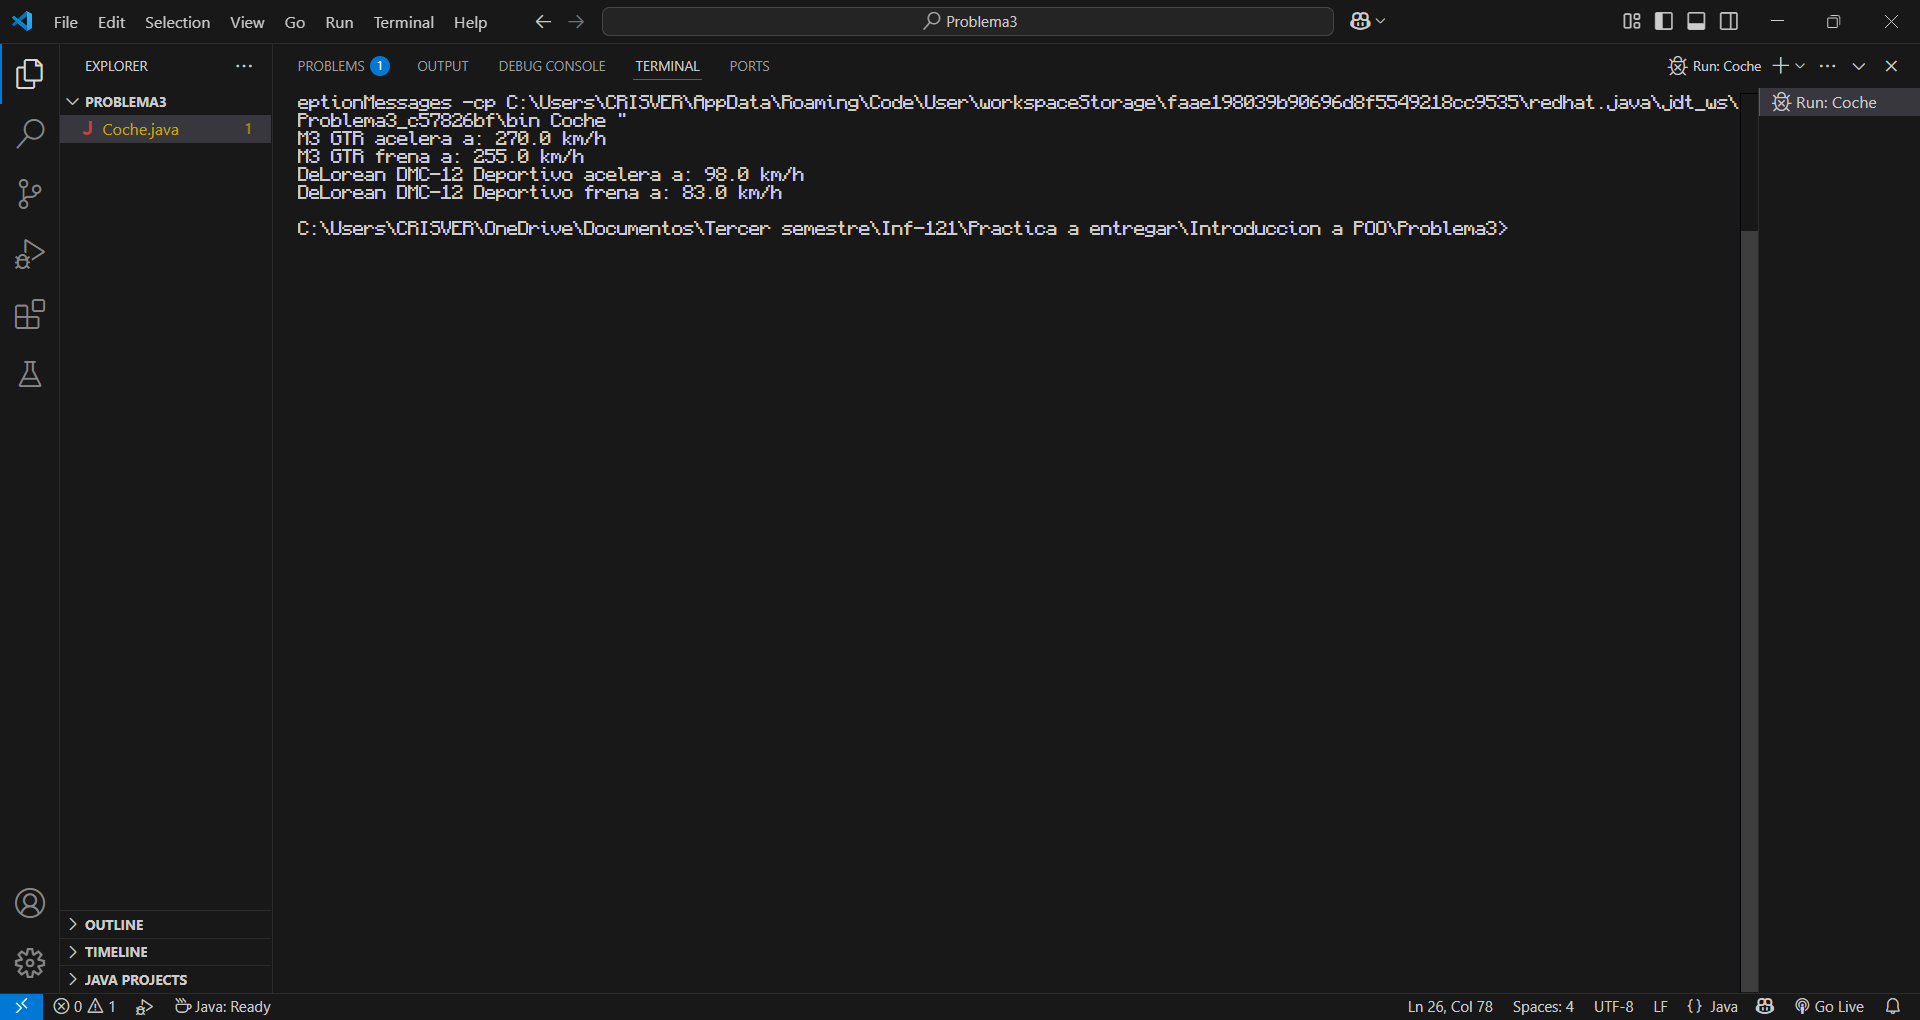 File Edit Selection View Go Run Terminal Help Problema3
EXPLORER
PROBLEMS 1 OUTPUT DEBUG CONSOLE TERMINAL PORTS Run: Coche
PROBLEMA3
J Coche.java 1
eptionMessages -cp C:\Users\CRISVER\AppData\Roaming\Code\User\workspaceStorage\faae198039b90696d8f5549218cc9535\redhat.java\jdt_ws\
Problema3_c57826bf\bin Coche "
M3 GTR acelera a: 270.0 km/h
M3 GTR frena a: 255.0 km/h
DeLorean DMC-12 Deportivo acelera a: 98.0 km/h
DeLorean DMC-12 Deportivo frena a: 83.0 km/h
C:\Users\CRISVER\OneDrive\Documentos\Tercer semestre\Inf-121\Practica a entregar\Introduccion a POO\Problema3>
Run: Coche
OUTLINE
TIMELINE
JAVA PROJECTS
0 1 Java: Ready Ln 26, Col 78 Spaces: 4 UTF-8 LF {} Java Go Live